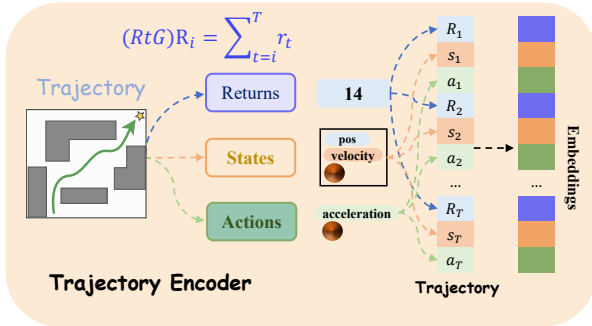 (RtG)R_i = ∑_{t=i}^{T} r_t
Trajectory
Returns
States
Actions
14
pos
velocity
acceleration
R_1
s_1
a_1
R_2
s_2
a_2
...
R_T
s_T
a_T
Trajectory
...
Embeddings
Trajectory Encoder